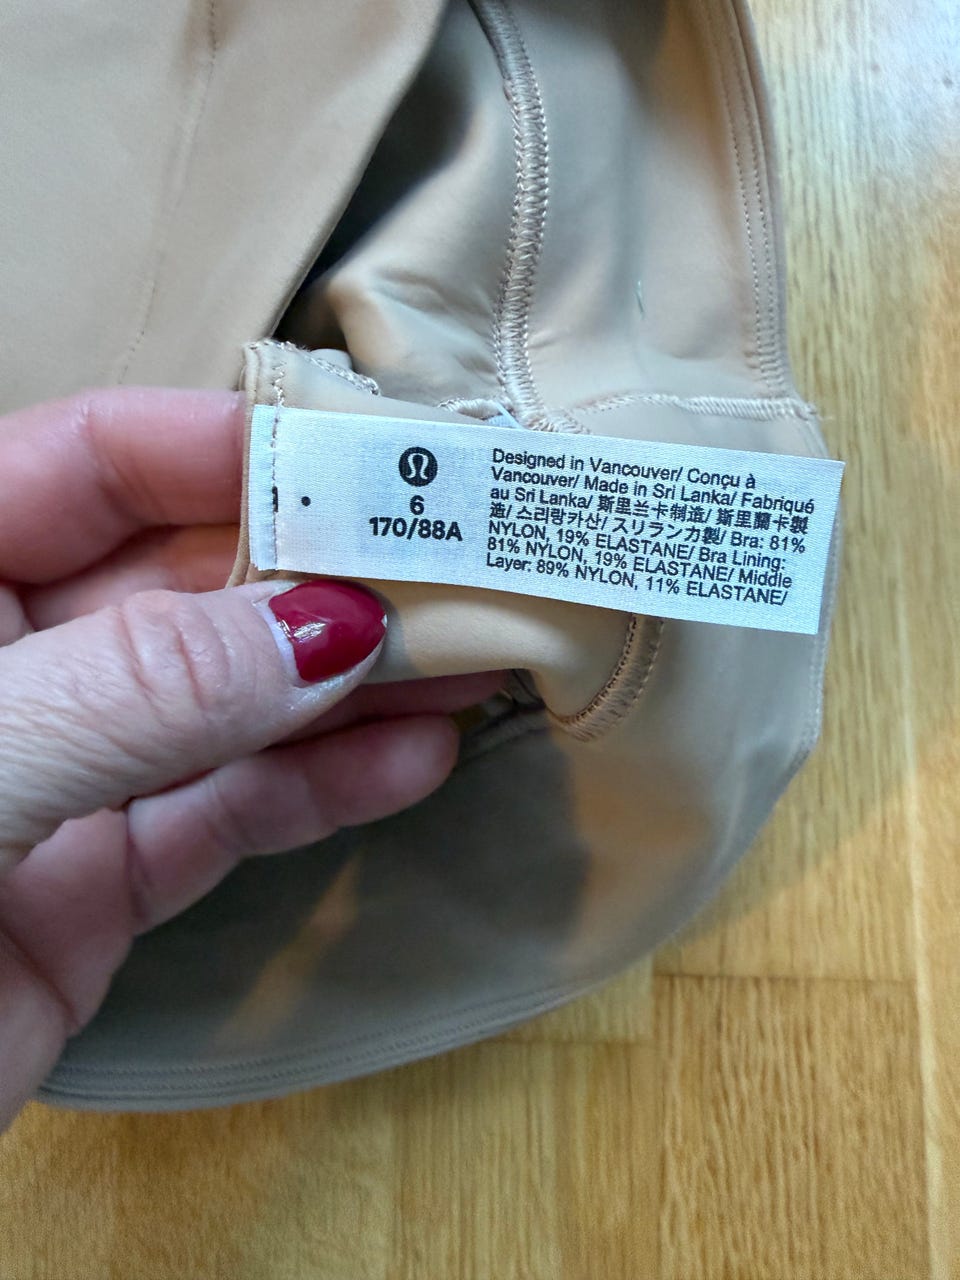 6
170/88A
Designed in Vancouver/ Conçu à
Vancouver/ Made in Sri Lanka/ Fabriqué
au Sri Lanka/ 斯里兰卡制造/ 斯里蘭卡製
造/ 스리랑카산/ スリランカ製/ Bra: 81%
NYLON, 19% ELASTANE/ Bra Lining:
81% NYLON, 19% ELASTANE/ Middle
Layer: 89% NYLON, 11% ELASTANE/